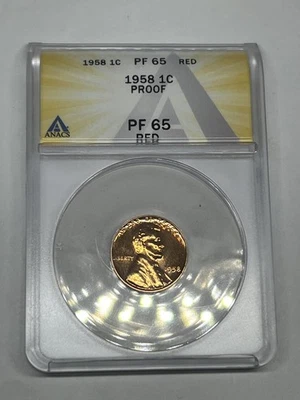 1958 1C PF 65 RED
1958 1C
PROOF
PF 65
RED
ANACS
LIBERTY
1958